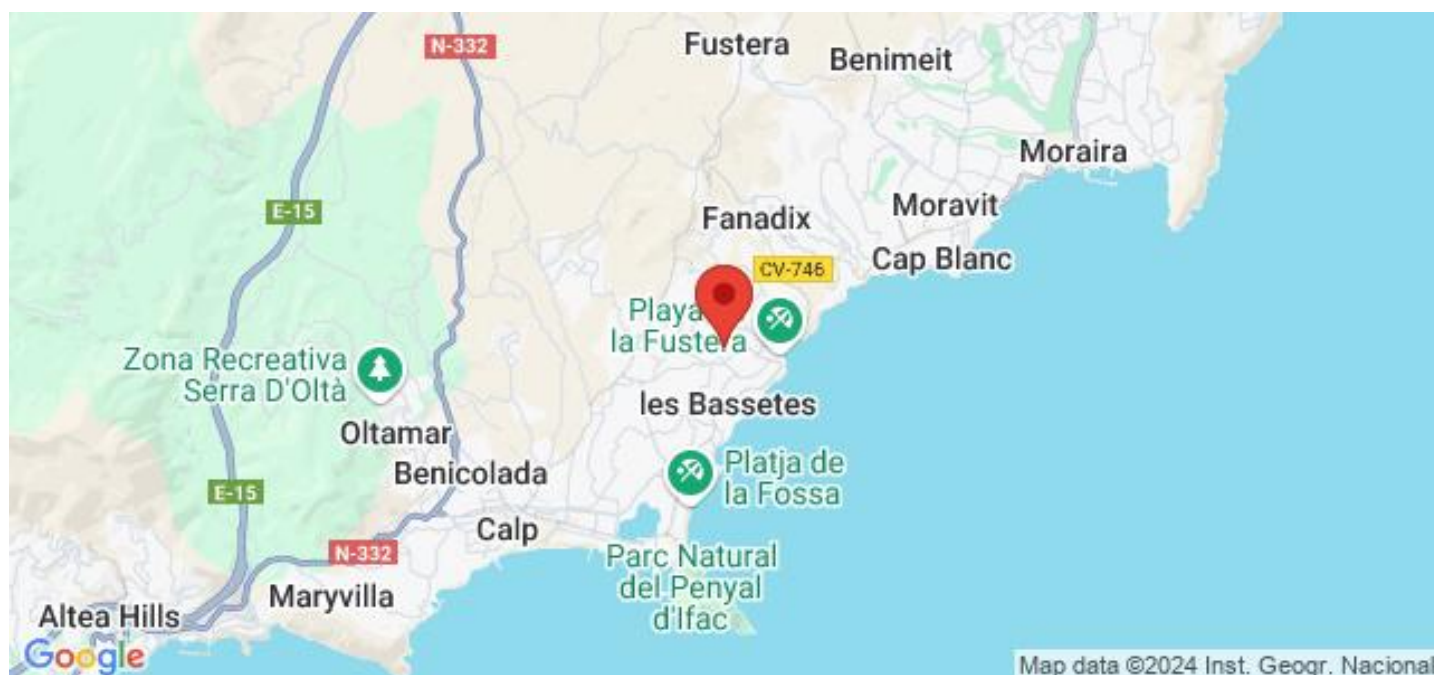 N-332
Fustera
Benimeit
Moraira
E-15
Fanadix
Moravit
Cap Blanc
CV-746
Playa
la Fustera
Zona Recreativa
Serra D'Oltà
les Bassetes
Oltamar
Benicolada
Platja de
la Fossa
E-15
Calp
N-332
Parc Natural
del Penyal
d'Ifac
Maryvilla
Altea Hills
Google
Map data ©2024 Inst. Geogr. Nacional